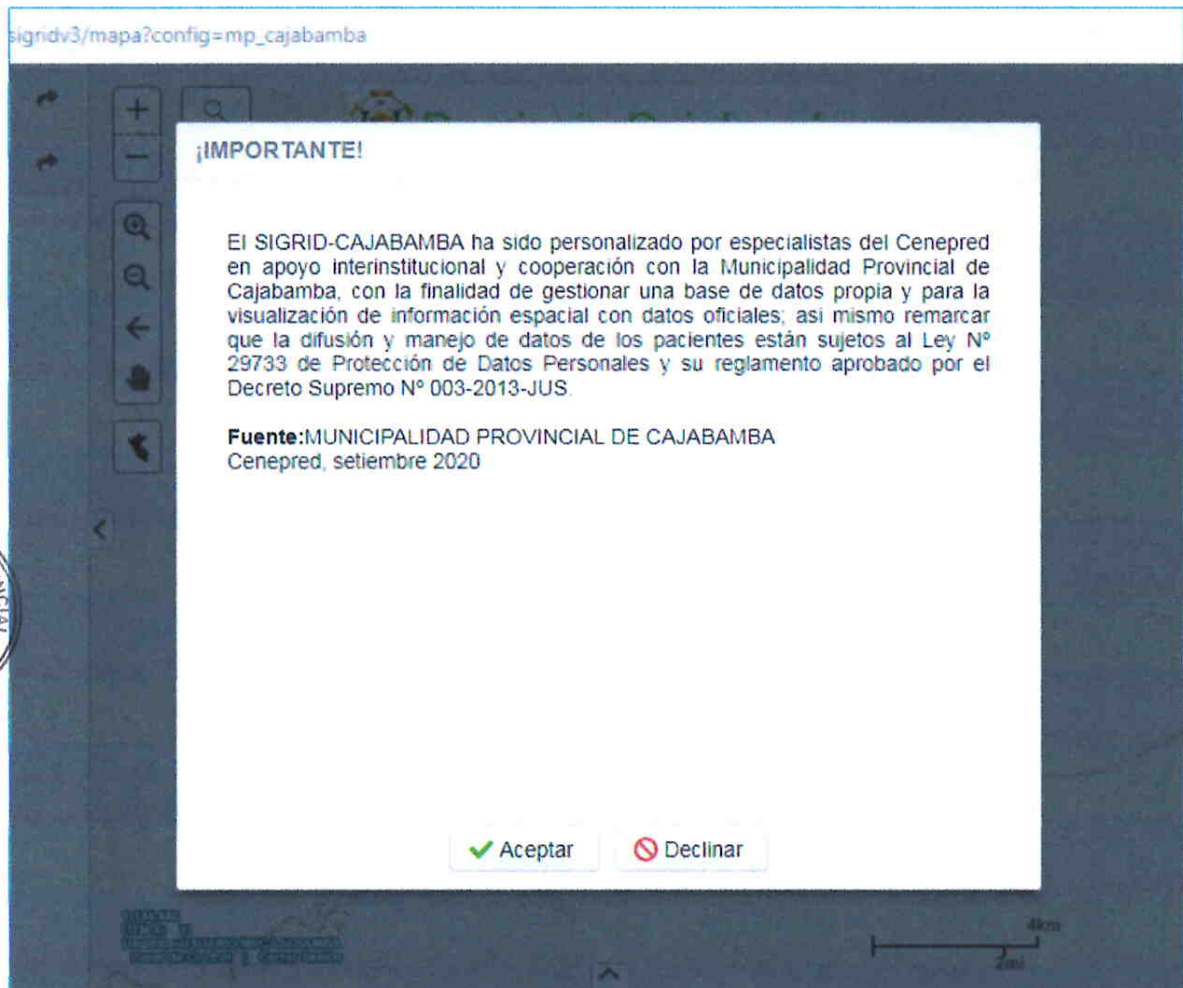 sigridv3/mapa?config=mp_cajabamba
¡IMPORTANTE!
El SIGRID-CAJABAMBA ha sido personalizado por especialistas del Cenepred
en apoyo interinstitucional y cooperación con la Municipalidad Provincial de
Cajabamba, con la finalidad de gestionar una base de datos propia y para la
visualización de información espacial con datos oficiales; asi mismo remarcar
que la difusión y manejo de datos de los pacientes están sujetos al Ley Nº
29733 de Protección de Datos Personales y su reglamento aprobado por el
Decreto Supremo Nº 003-2013-JUS.
Fuente:MUNICIPALIDAD PROVINCIAL DE CAJABAMBA
Cenepred, setiembre 2020
Aceptar
Declinar
4km
2mi